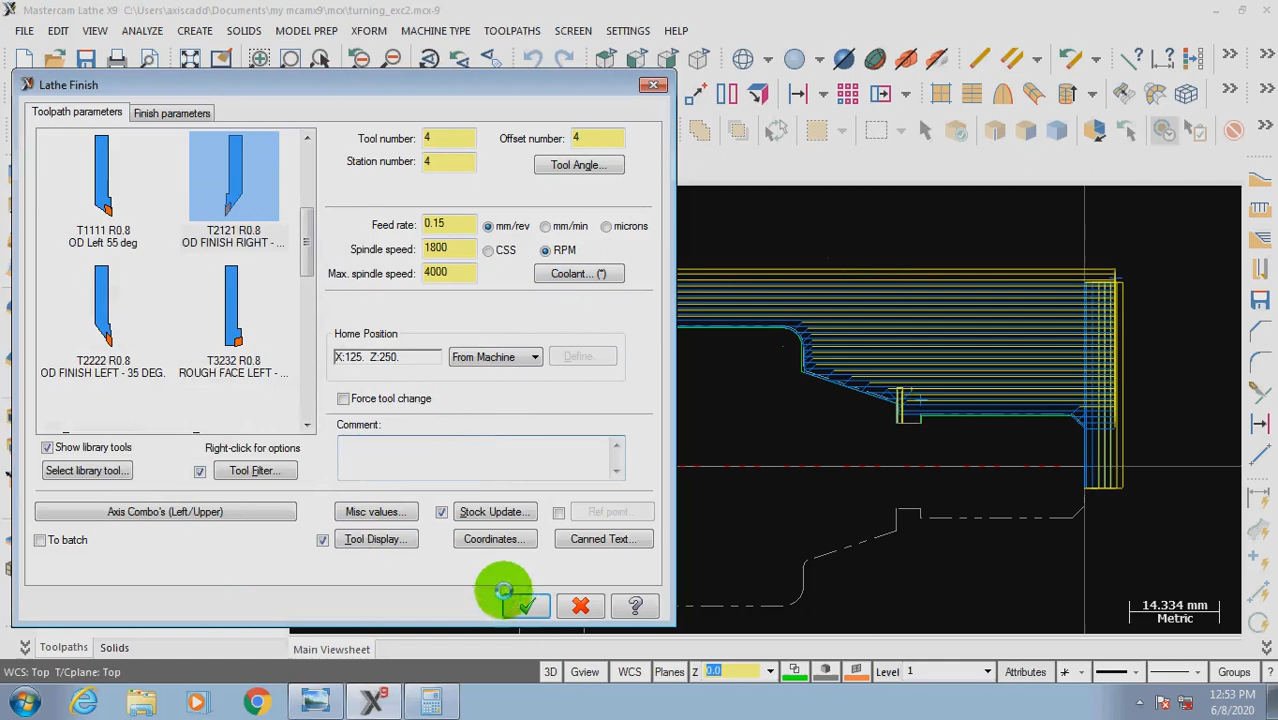 Mastercam Lathe X9 C:\Users\axiscadd\Documents\my mcamx9\mcx\turning_exc2.mcx-9
FILE EDIT VIEW ANALYZE CREATE SOLIDS MODEL PREP XFORM MACHINE TYPE TOOLPATHS SCREEN SETTINGS HELP
Lathe Finish
Toolpath parameters Finish parameters
T1111 R0.8
OD Left 55 deg
T2121 R0.8
OD FINISH RIGHT - ...
T2222 R0.8
OD FINISH LEFT - 35 DEG.
T3232 R0.8
ROUGH FACE LEFT - ...
Show library tools
Right-click for options
Select library tool...
Tool Filter...
Axis Combo's (Left/Upper)
To batch
Tool number: 4
Offset number: 4
Station number: 4
Tool Angle...
Feed rate: 0.15 mm/rev mm/min microns
Spindle speed: 1800 CSS RPM
Max. spindle speed: 4000 Coolant... (*)
Home Position
X:125. Z:250. From Machine Define...
Force tool change
Comment:
Misc values... Stock Update... Ref point...
Tool Display... Coordinates... Canned Text...
14.334 mm
Metric
Toolpaths Solids
Main Viewsheet
WCS: Top T/Cplane: Top
3D Gview WCS Planes Z 0.0 Level 1 Attributes Groups
12:53 PM
6/8/2020